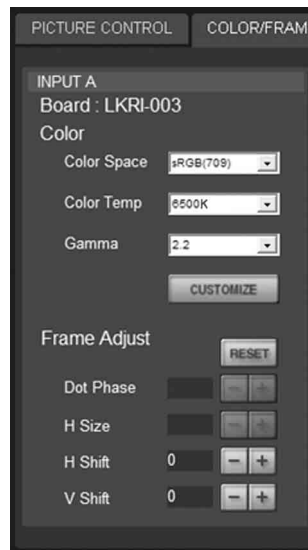 PICTURE CONTROL COLOR/FRAM
INPUT A
Board : LKRI-003
Color
Color Space sRGB(709)
Color Temp 6500K
Gamma 2.2
CUSTOMIZE
Frame Adjust
RESET
Dot Phase - +
H Size - +
H Shift 0 - +
V Shift 0 - +